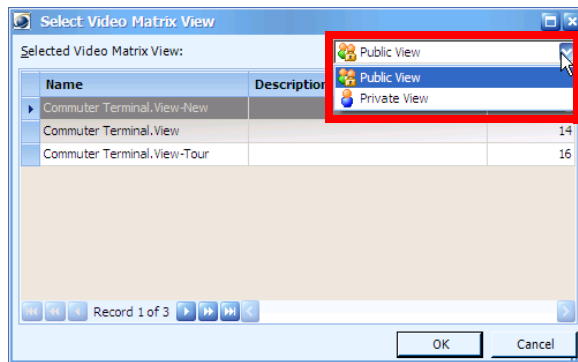 Select Video Matrix View
Selected Video Matrix View:
Public View
Public View
Private View
Name Description
Commuter Terminal.View-New
Commuter Terminal.View 14
Commuter Terminal.View-Tour 16
Record 1 of 3
OK Cancel